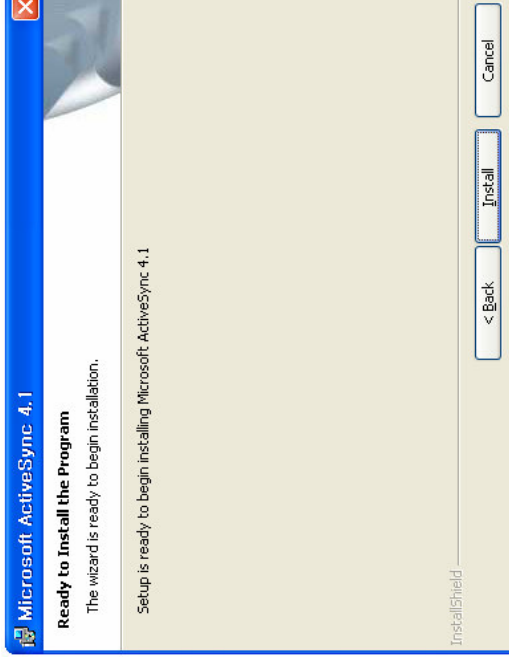 Microsoft ActiveSync 4.1
Ready to Install the Program
The wizard is ready to begin installation.
Setup is ready to begin installing Microsoft ActiveSync 4.1
InstallShield
< Back
Install
Cancel